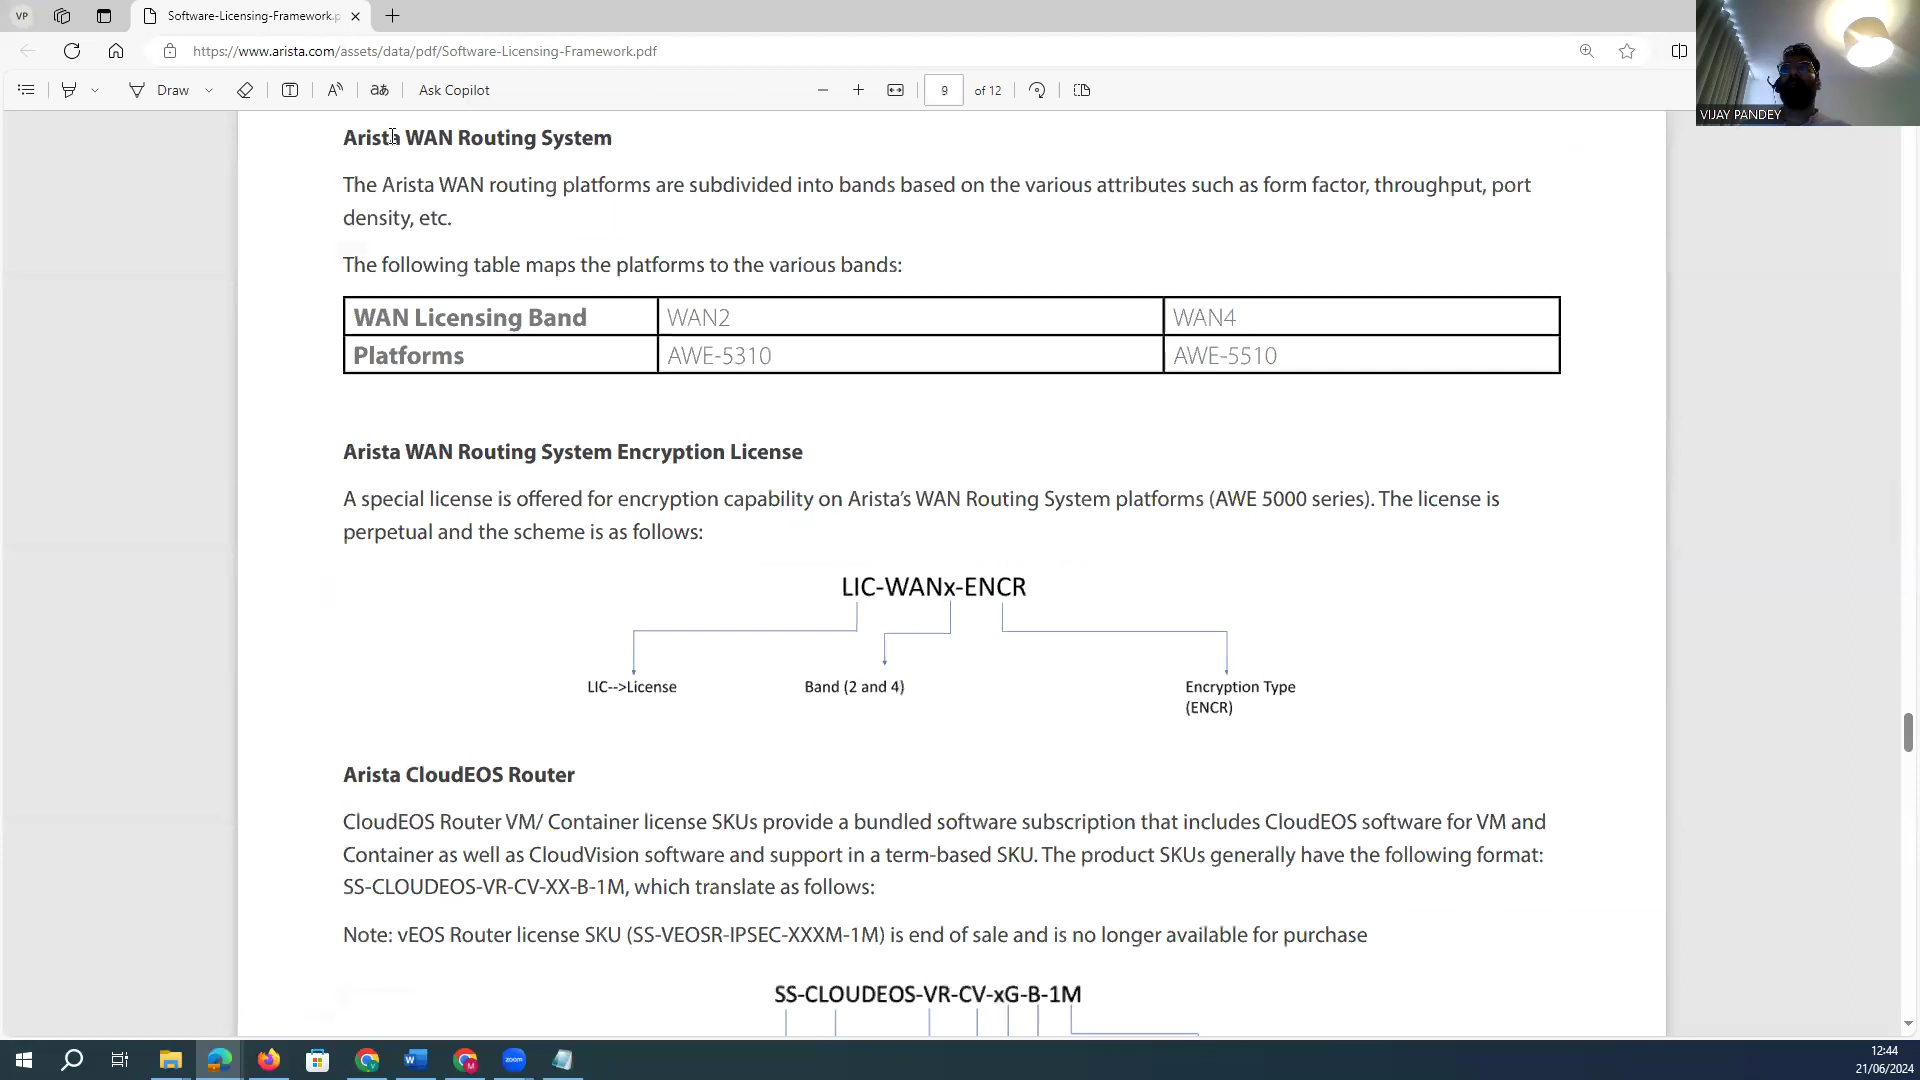 VP
Software-Licensing-Framework.p
https://www.arista.com/assets/data/pdf/Software-Licensing-Framework.pdf
Draw
Ask Copilot
9 of 12
VIJAY PANDEY
Arista WAN Routing System
The Arista WAN routing platforms are subdivided into bands based on the various attributes such as form factor, throughput, port
density, etc.
The following table maps the platforms to the various bands:
WAN Licensing Band WAN2 WAN4
Platforms AWE-5310 AWE-5510
Arista WAN Routing System Encryption License
A special license is offered for encryption capability on Arista's WAN Routing System platforms (AWE 5000 series). The license is
perpetual and the scheme is as follows:
LIC-WANx-ENCR
LIC-->License Band (2 and 4) Encryption Type
(ENCR)
Arista CloudEOS Router
CloudEOS Router VM/ Container license SKUs provide a bundled software subscription that includes CloudEOS software for VM and
Container as well as CloudVision software and support in a term-based SKU. The product SKUs generally have the following format:
SS-CLOUDEOS-VR-CV-XX-B-1M, which translate as follows:
Note: vEOS Router license SKU (SS-VEOSR-IPSEC-XXXM-1M) is end of sale and is no longer available for purchase
SS-CLOUDEOS-VR-CV-xG-B-1M
12:44
21/06/2024